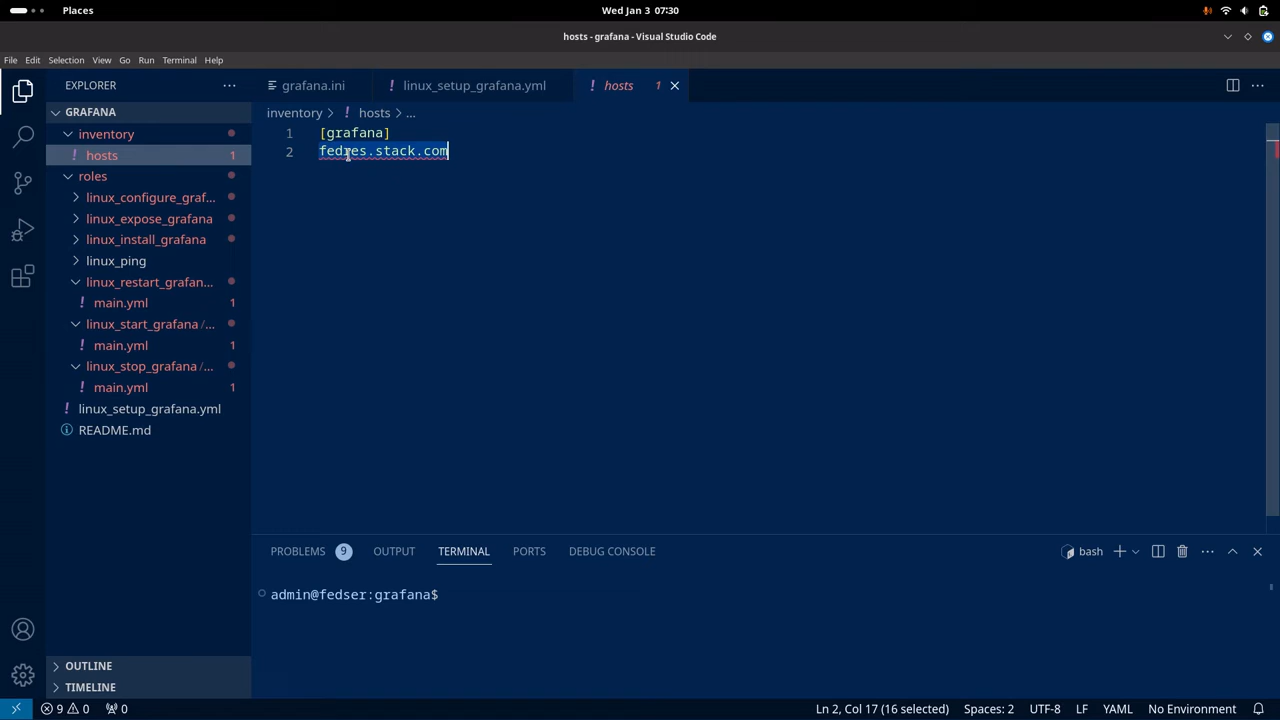 Places
Wed Jan 3 07:30
hosts - grafana - Visual Studio Code
File Edit Selection View Go Run Terminal Help
EXPLORER
GRAFANA
inventory
hosts 1
roles
linux_configure_graf...
linux_expose_grafana
linux_install_grafana
linux_ping
linux_restart_grafan...
main.yml 1
linux_start_grafana /...
main.yml 1
linux_stop_grafana /...
main.yml 1
linux_setup_grafana.yml
README.md
OUTLINE
TIMELINE
grafana.ini
linux_setup_grafana.yml
hosts 1
inventory > hosts > ...
1 [grafana]
2 fedres.stack.com
PROBLEMS 9 OUTPUT TERMINAL PORTS DEBUG CONSOLE
bash
admin@fedser:grafana$
9 0 0
Ln 2, Col 17 (16 selected) Spaces: 2 UTF-8 LF YAML No Environment